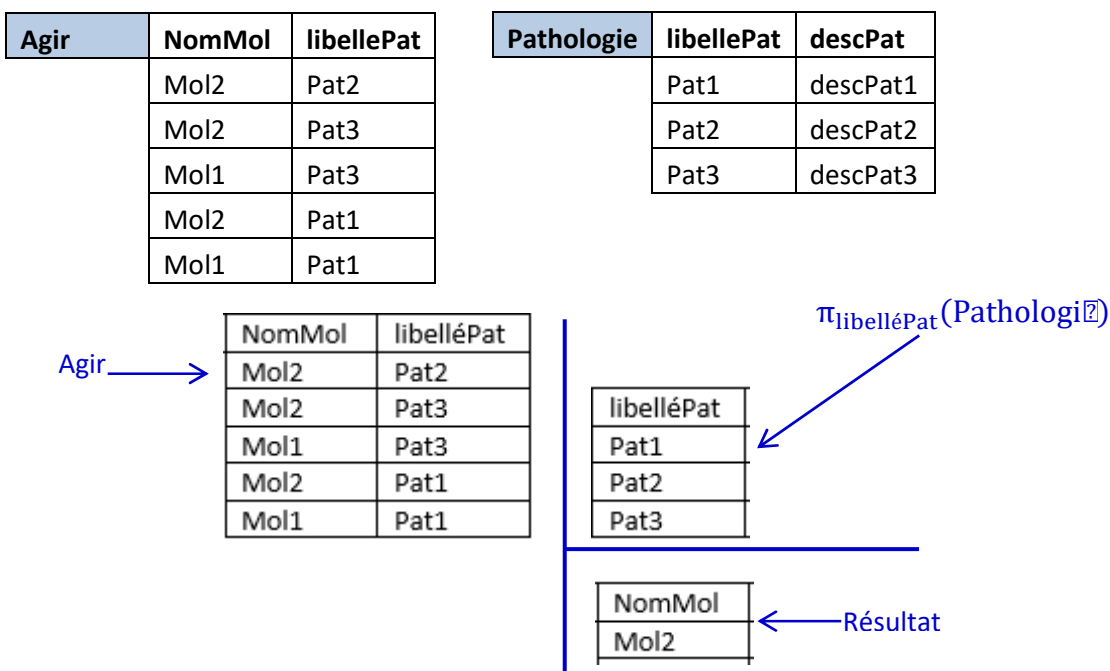 Agir NomMol libellePat
Mol2 Pat2
Mol2 Pat3
Mol1 Pat3
Mol2 Pat1
Mol1 Pat1
Pathologie libellePat descPat
Pat1 descPat1
Pat2 descPat2
Pat3 descPat3
Agir
NomMol libelléPat
Mol2 Pat2
Mol2 Pat3
Mol1 Pat3
Mol2 Pat1
Mol1 Pat1
π libelléPat (Pathologi⍰)
libelléPat
Pat1
Pat2
Pat3
NomMol
Mol2
Résultat